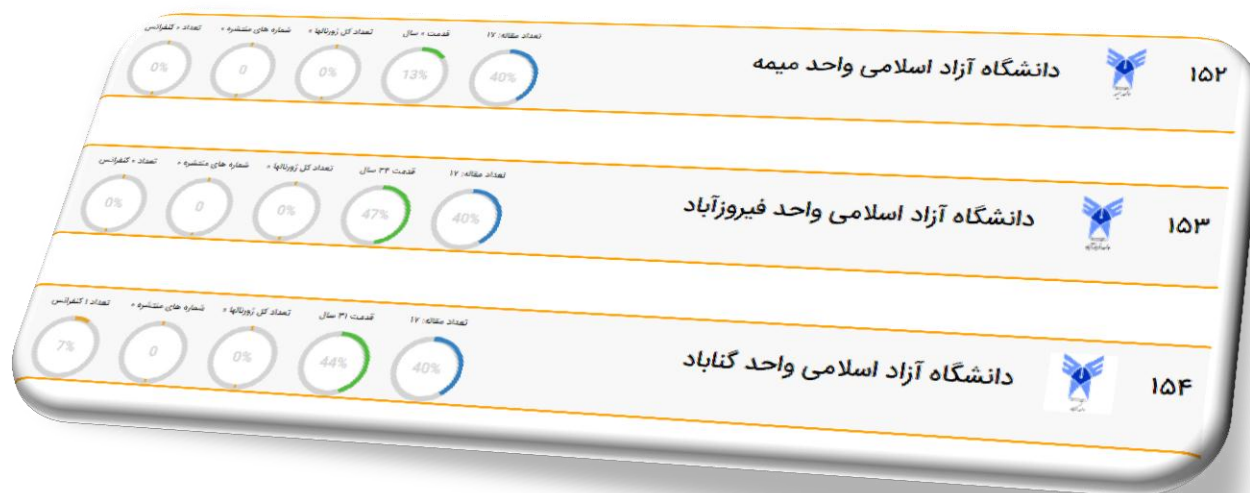 ۱۵۲
دانشگاه آزاد اسلامی واحد میمه
تعداد مقاله: ۱۷
40%
قدمت ۰ سال
13%
تعداد کل ژورنالها ۰
0%
شماره های منتشره ۰
0
تعداد ۰ کنفرانس
0%
۱۵۳
دانشگاه آزاد اسلامی واحد فیروزآباد
تعداد مقاله: ۱۷
40%
قدمت ۳۴ سال
47%
تعداد کل ژورنالها ۰
0%
شماره های منتشره ۰
0
تعداد ۰ کنفرانس
0%
۱۵۴
دانشگاه آزاد اسلامی واحد گناباد
تعداد مقاله: ۱۷
40%
قدمت ۳۱ سال
44%
تعداد کل ژورنالها ۰
0%
شماره های منتشره ۰
0
تعداد ۱ کنفرانس
7%